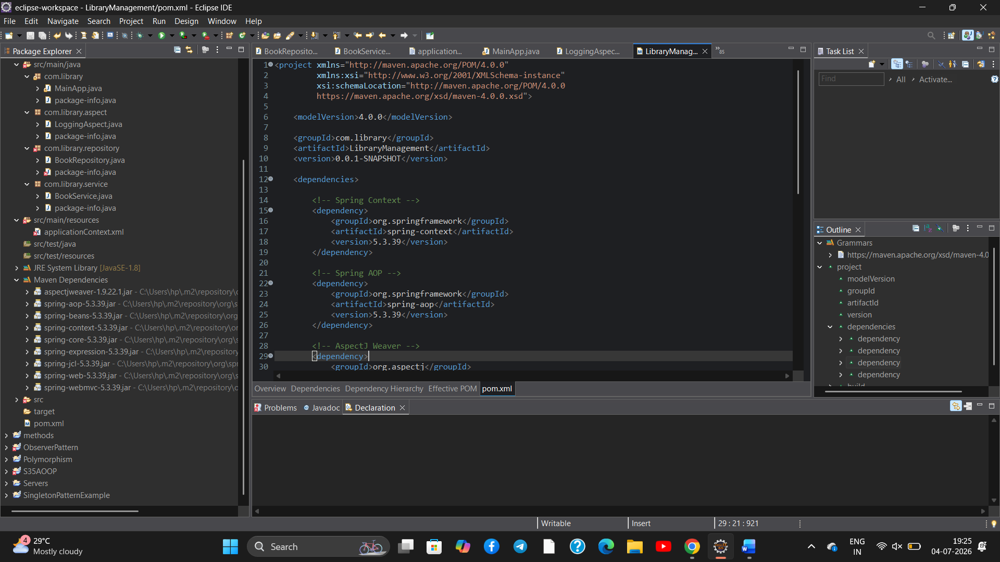 eclipse-workspace - LibraryManagement/pom.xml - Eclipse IDE
File Edit Navigate Search Project Run Design Window Help
Package Explorer
src/main/java
com.library
MainApp.java
package-info.java
com.library.aspect
LoggingAspect.java
package-info.java
com.library.repository
BookRepository.java
package-info.java
com.library.service
BookService.java
package-info.java
src/main/resources
applicationContext.xml
src/test/java
src/test/resources
JRE System Library [JavaSE-1.8]
Maven Dependencies
aspectjweaver-1.9.22.1.jar - C:\Users\hp\.m2\repository\
spring-aop-5.3.39.jar - C:\Users\hp\.m2\repository\org\s
spring-beans-5.3.39.jar - C:\Users\hp\.m2\repository\org
spring-context-5.3.39.jar - C:\Users\hp\.m2\repository\or
spring-core-5.3.39.jar - C:\Users\hp\.m2\repository\org\s
spring-expression-5.3.39.jar - C:\Users\hp\.m2\repository
spring-jcl-5.3.39.jar - C:\Users\hp\.m2\repository\org\spr
spring-web-5.3.39.jar - C:\Users\hp\.m2\repository\org\s
spring-webmvc-5.3.39.jar - C:\Users\hp\.m2\repository\o
src
target
pom.xml
methods
ObserverPattern
Polymorphism
S35AOOP
Servers
SingletonPatternExample
BookReposito... BookService... application... MainApp.java LoggingAspec... LibraryManag... 85
1 <project xmlns="http://maven.apache.org/POM/4.0.0"
2 xmlns:xsi="http://www.w3.org/2001/XMLSchema-instance"
3 xsi:schemaLocation="http://maven.apache.org/POM/4.0.0
4 https://maven.apache.org/xsd/maven-4.0.0.xsd">
5
6 <modelVersion>4.0.0</modelVersion>
7
8 <groupId>com.library</groupId>
9 <artifactId>LibraryManagement</artifactId>
10 <version>0.0.1-SNAPSHOT</version>
11
12 <dependencies>
13
14 <!-- Spring Context -->
15 <dependency>
16 <groupId>org.springframework</groupId>
17 <artifactId>spring-context</artifactId>
18 <version>5.3.39</version>
19 </dependency>
20
21 <!-- Spring AOP -->
22 <dependency>
23 <groupId>org.springframework</groupId>
24 <artifactId>spring-aop</artifactId>
25 <version>5.3.39</version>
26 </dependency>
27
28 <!-- AspectJ Weaver -->
29 <dependency>
30 <groupId>org.aspectj</groupId>
Overview Dependencies Dependency Hierarchy Effective POM pom.xml
Problems Javadoc Declaration
Task List
Find All Activate...
Outline
Grammars
https://maven.apache.org/xsd/maven-4.0
project
modelVersion
groupId
artifactId
version
dependencies
dependency
dependency
dependency
dependency
build
Writable Insert 29 : 21 : 921
4
29°C
Mostly cloudy
Search
ENG
IN
19:25
04-07-2026